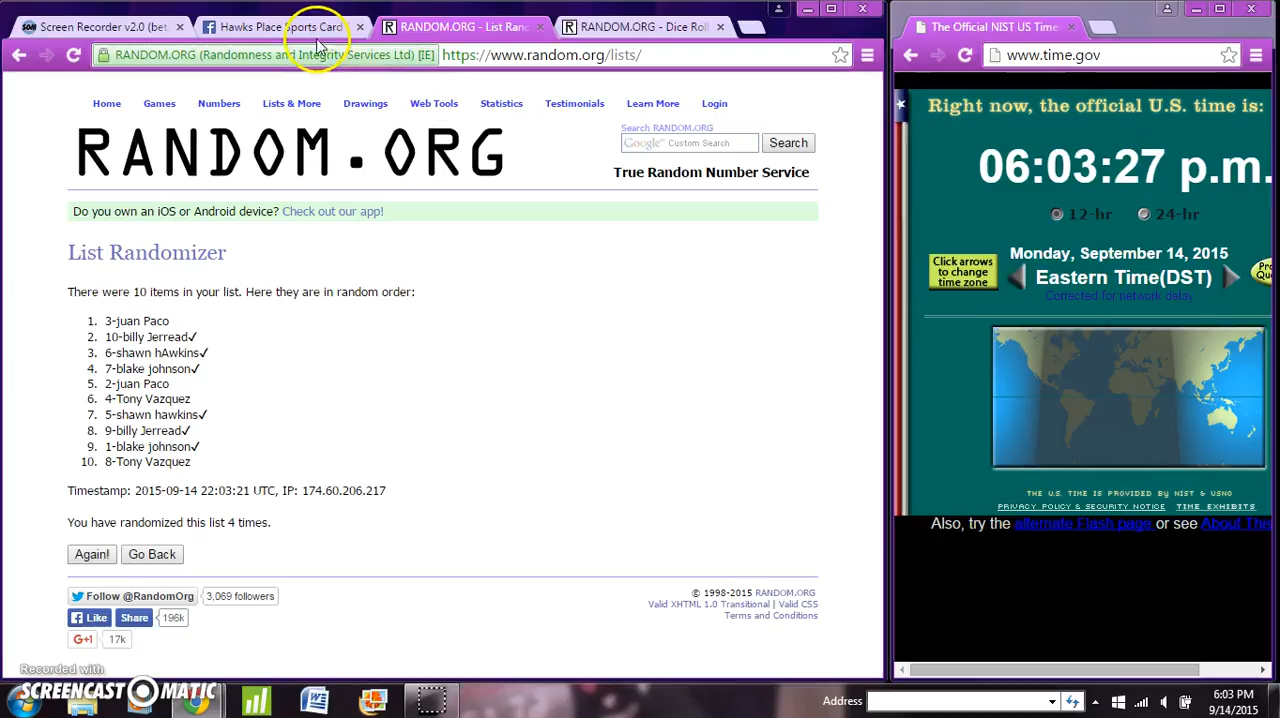 Screen Recorder v2.0 (bet
Hawks Place Sports Card
RANDOM.ORG - List Ran
RANDOM.ORG - Dice Roll
The Official NIST US Time
RANDOM.ORG (Randomness and Integrity Services Ltd) [IE]
https://www.random.org/lists/
www.time.gov
Home Games Numbers Lists & More Drawings Web Tools Statistics Testimonials Learn More Login
RANDOM.ORG
Search RANDOM.ORG
Google™ Custom Search
Search
True Random Number Service
Do you own an iOS or Android device? Check out our app!
List Randomizer
There were 10 items in your list. Here they are in random order:
1. 3-juan Paco
2. 10-billy Jerread✓
3. 6-shawn hAwkins✓
4. 7-blake johnson✓
5. 2-juan Paco
6. 4-Tony Vazquez
7. 5-shawn hawkins✓
8. 9-billy Jerread✓
9. 1-blake johnson✓
10. 8-Tony Vazquez
Timestamp: 2015-09-14 22:03:21 UTC, IP: 174.60.206.217
You have randomized this list 4 times.
Again! Go Back
Follow @RandomOrg 3,069 followers
Like Share 196k
G+1 17k
© 1998-2015 RANDOM.ORG
Valid XHTML 1.0 Transitional | Valid CSS
Terms and Conditions
Right now, the official U.S. time is:
06:03:27 p.m.
12-hr 24-hr
Click arrows
to change
time zone
Monday, September 14, 2015
Eastern Time(DST)
Corrected for network delay
THE U.S. TIME IS PROVIDED BY NIST & USNO
PRIVACY POLICY & SECURITY NOTICE TIME EXHIBITS
Also, try the alternate Flash page or see About This
Recorded with
SCREENCAST MATIC
Address
6:03 PM
9/14/2015